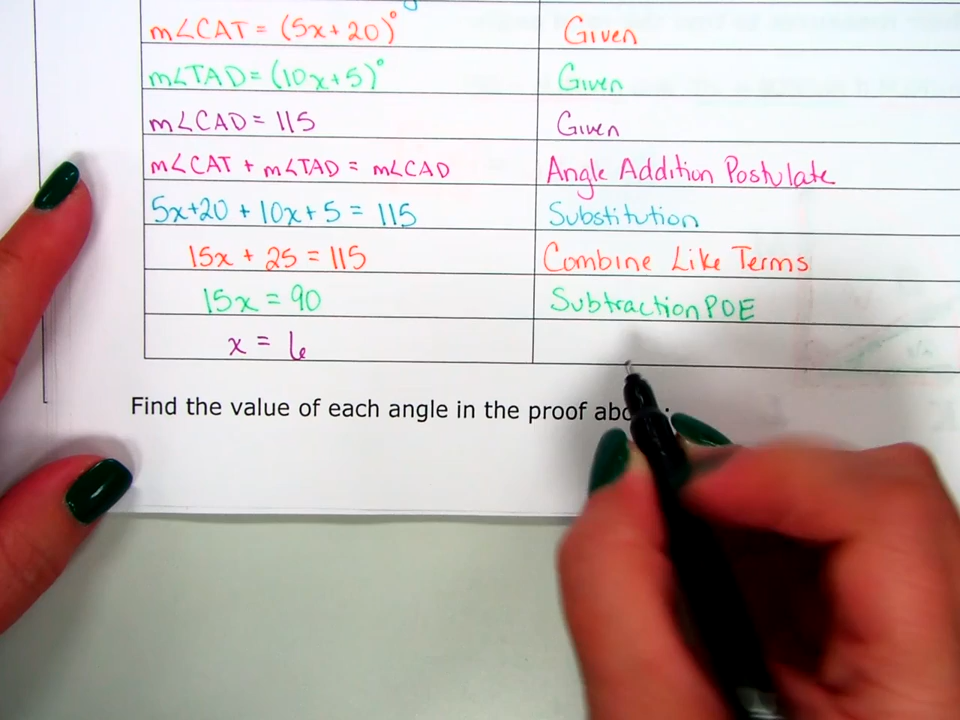 m∠CAT = (5x+20)° Given
m∠TAD = (10x+5)° Given
m∠CAD = 115 Given
m∠CAT + m∠TAD = m∠CAD Angle Addition Postulate
5x+20 + 10x+5 = 115 Substitution
15x + 25 = 115 Combine Like Terms
15x = 90 Subtraction POE
x = 6
Find the value of each angle in the proof